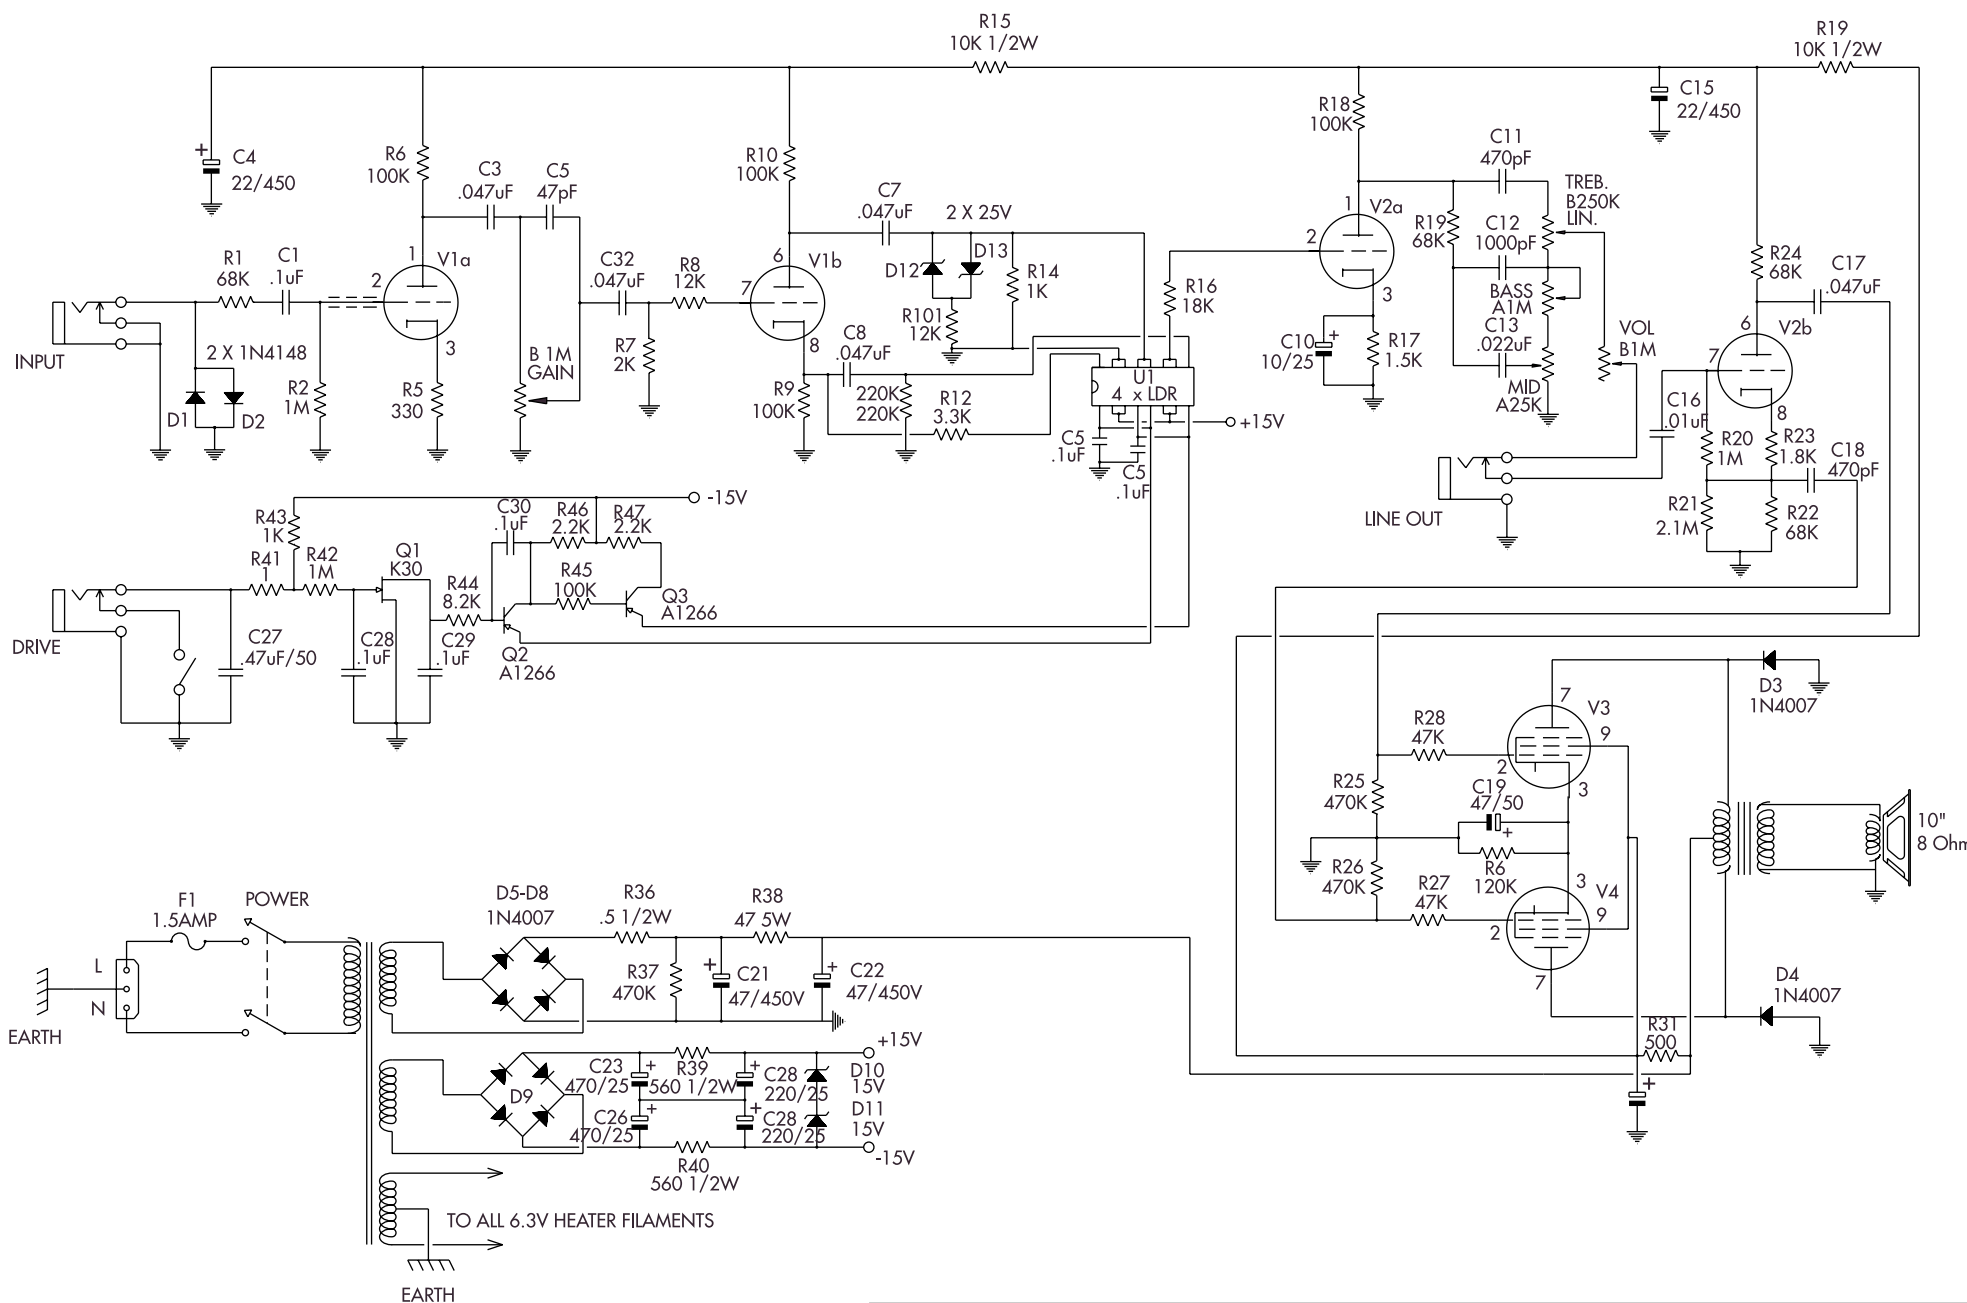 R15
10K 1/2W
R19
10K 1/2W
C4
22/450
R6
100K
C3
.047uF
C5
47pF
R10
100K
C7
.047uF
2 X 25V
D12
D13
R14
1K
R101
12K
R18
100K
C15
22/450
C11
470pF
TREB.
B250K
LIN.
R19
68K
C12
1000pF
BASS
A1M
C13
.022uF
MID
A25K
VOL
B1M
R24
68K
C17
.047uF
INPUT
R1
68K
C1
.1uF
2 X 1N4148
D1
D2
R2
1M
1
V1a
2
3
R5
330
B 1M
GAIN
C32
.047uF
R8
12K
R7
2K
6
V1b
7
8
C8
.047uF
R9
100K
220K
220K
R12
3.3K
U1
4 x LDR
+15V
C5
.1uF
C5
.1uF
R16
18K
1
V2a
2
3
C10
10/25
R17
1.5K
6
V2b
7
8
C16
.01uF
R20
1M
R23
1.8K
C18
470pF
R21
2.1M
R22
68K
LINE OUT
-15V
R43
1K
R41
1
R42
1M
Q1
K30
C30
.1uF
R46
2.2K
R47
2.2K
R45
100K
R44
8.2K
Q3
A1266
Q2
A1266
DRIVE
C27
.47uF/50
C28
.1uF
C29
.1uF
D3
1N4007
7
V3
9
2
3
R28
47K
R25
470K
C19
47/50
R6
120K
R26
470K
R27
47K
3
V4
9
2
7
10"
8 Ohm
D4
1N4007
R31
500
F1
1.5AMP
POWER
L
N
EARTH
D5-D8
1N4007
R36
.5 1/2W
R38
47 5W
R37
470K
C21
47/450V
C22
47/450V
D9
C23
470/25
R39
560 1/2W
C28
220/25
+15V
D10
15V
C26
470/25
C28
220/25
D11
15V
-15V
R40
560 1/2W
TO ALL 6.3V HEATER FILAMENTS
EARTH